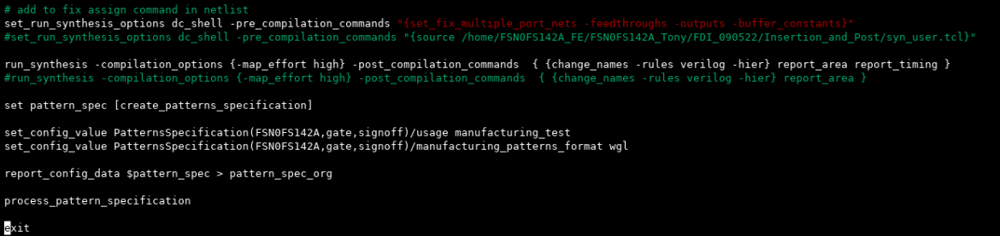 # add to fix assign command in netlist
set_run_synthesis_options dc_shell -pre_compilation_commands "{set_fix_multiple_port_nets -feedthroughs -outputs -buffer_constants}"
#set_run_synthesis_options dc_shell -pre_compilation_commands "{source /home/FSN0FS142A_FE/FSN0FS142A_Tony/FDI_090522/Insertion_and_Post/syn_user.tcl}"
run_synthesis -compilation_options {-map_effort high} -post_compilation_commands  { {change_names -rules verilog -hier} report_area report_timing }
#run_synthesis -compilation_options {-map_effort high} -post_compilation_commands  { {change_names -rules verilog -hier} report_area }
set pattern_spec [create_patterns_specification]
set_config_value PatternsSpecification(FSN0FS142A,gate,signoff)/usage manufacturing_test
set_config_value PatternsSpecification(FSN0FS142A,gate,signoff)/manufacturing_patterns_format wgl
report_config_data $pattern_spec > pattern_spec_org
process_pattern_specification
exit